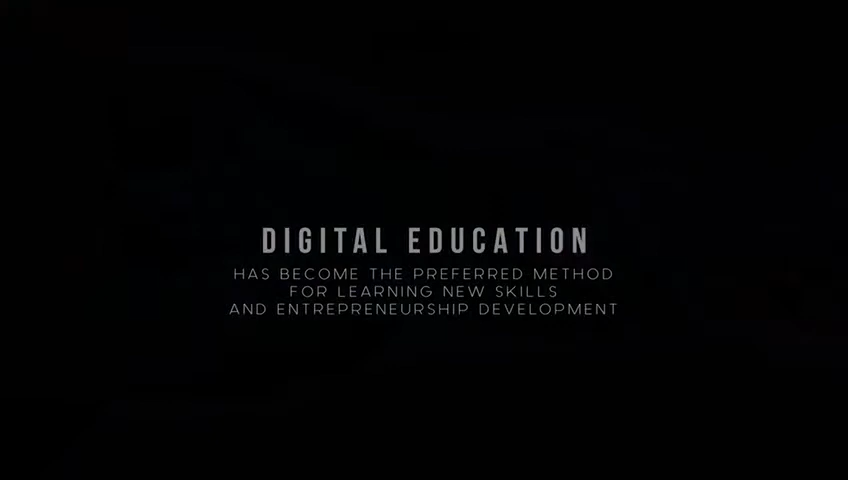 DIGITAL EDUCATION
HAS BECOME THE PREFERRED METHOD
FOR LEARNING NEW SKILLS
AND ENTREPRENEURSHIP DEVELOPMENT